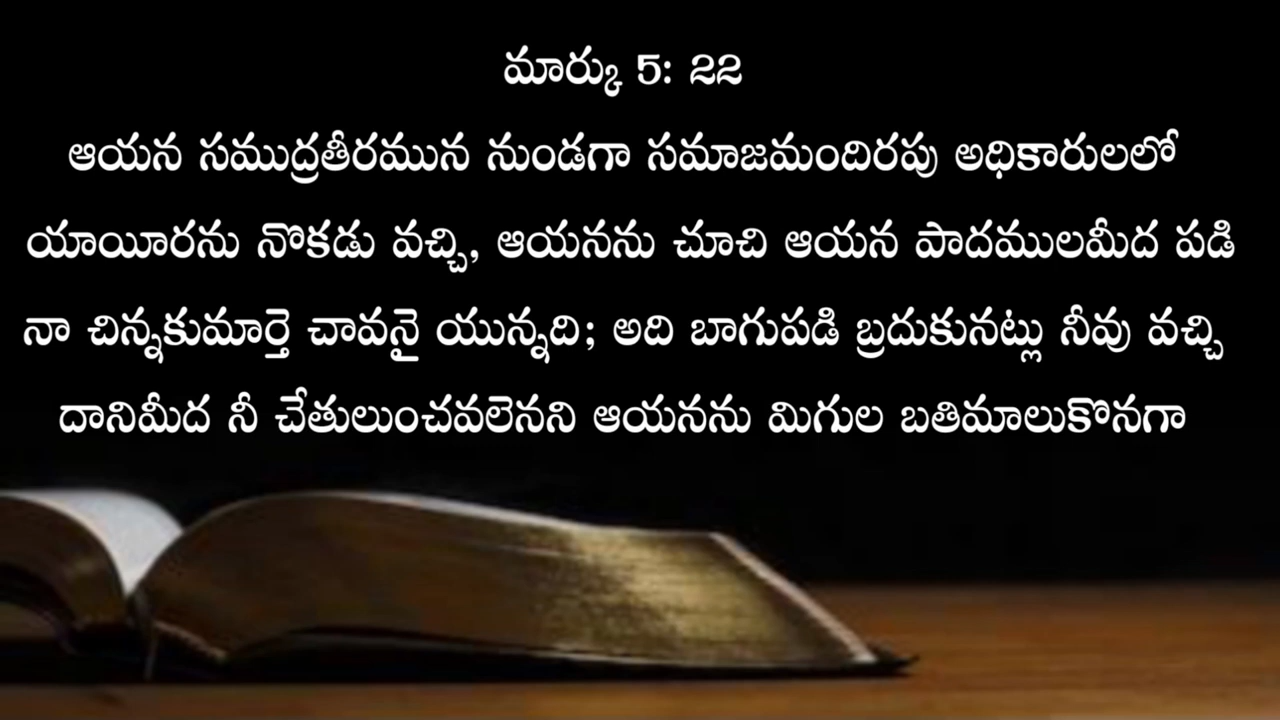 మార్కు 5: 22
ఆయన సముద్రతీరమున నుండగా సమాజమందిరపు అధికారులలో
యాయీరను నొకడు వచ్చి, ఆయనను చూచి ఆయన పాదములమీద పడి
నా చిన్నకుమార్తె చావనై యున్నది; అది బాగుపడి బ్రదుకునట్లు నీవు వచ్చి
దానిమీద నీ చేతులుంచవలెనని ఆయనను మిగుల బతిమాలుకొనగా